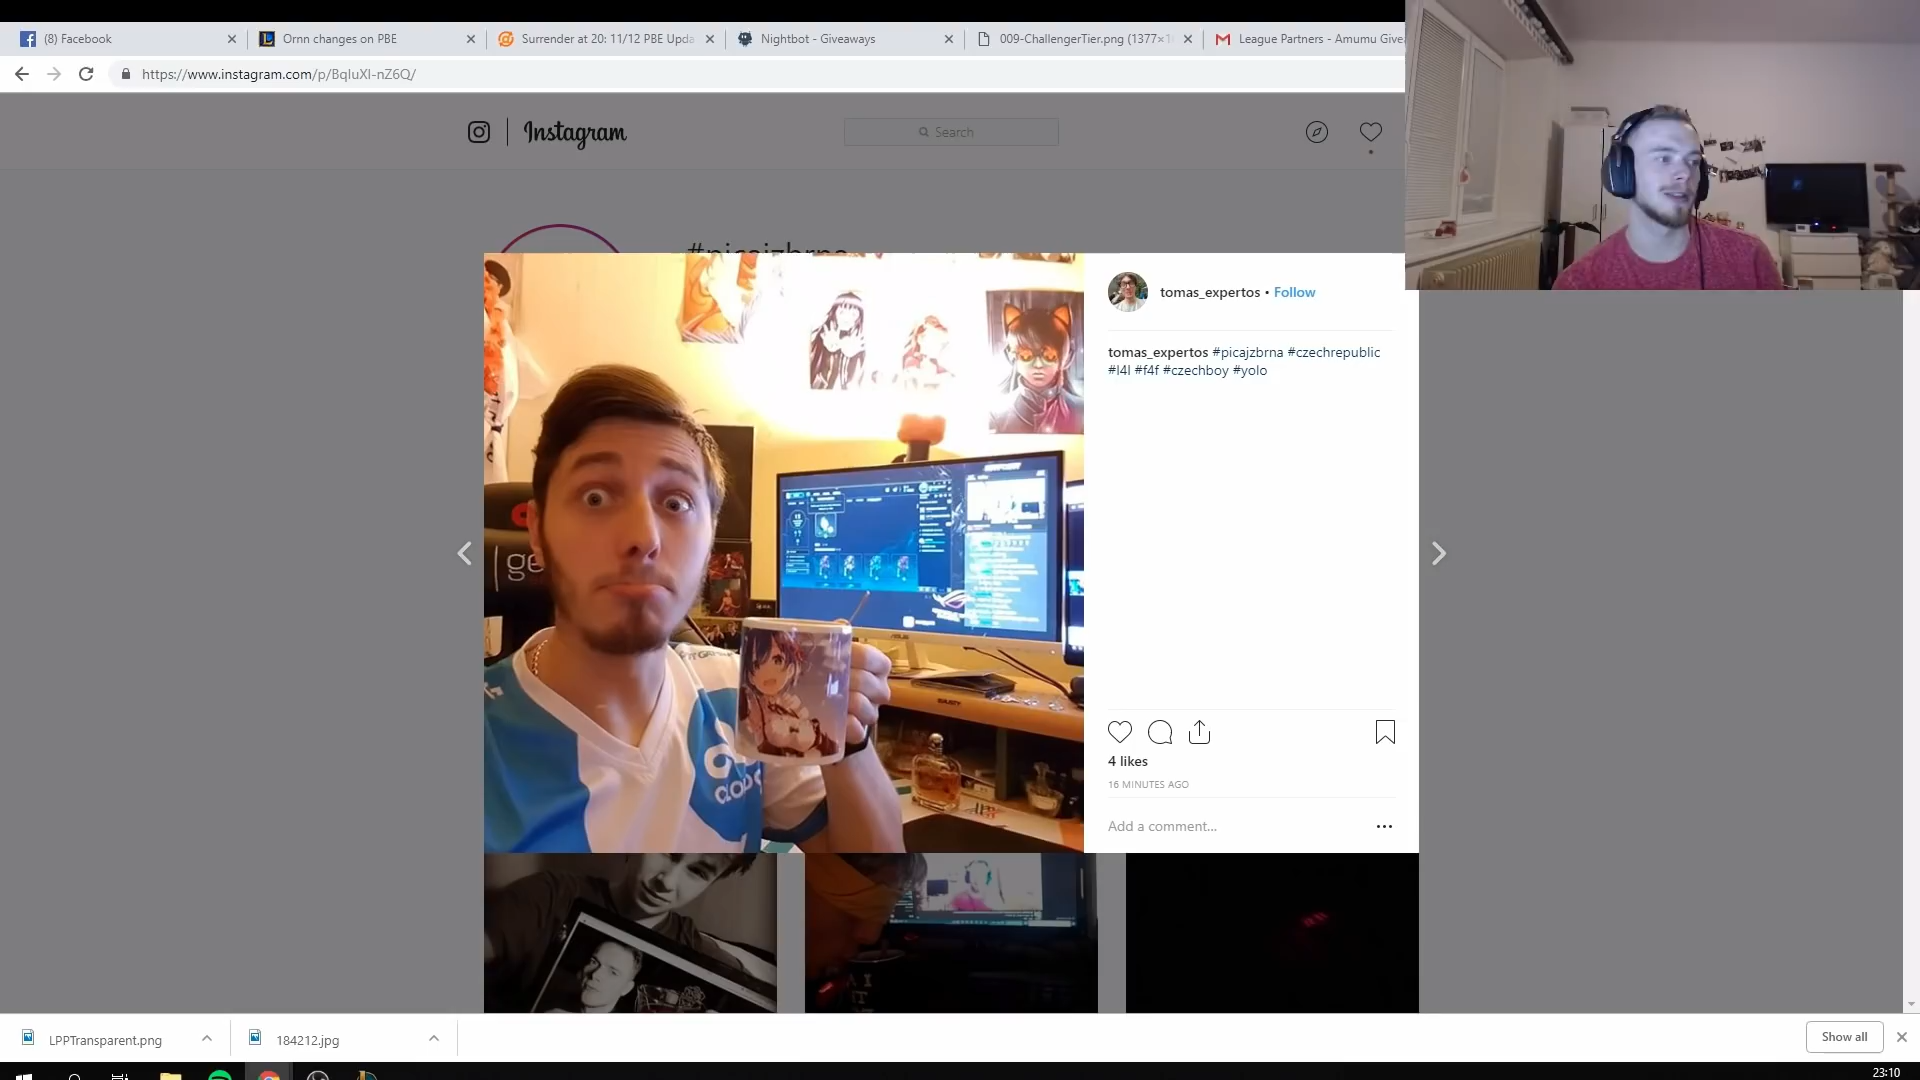 (8) Facebook
Ornn changes on PBE
Surrender at 20: 11/12 PBE Upda
Nightbot - Giveaways
009-ChallengerTier.png (1377×1
League Partners - Amumu Give
https://www.instagram.com/p/BqIuXI-nZ6Q/
Instagram
Search
#picajzbrna
tomas_expertos • Follow
tomas_expertos #picajzbrna #czechrepublic
#l4l #f4f #czechboy #yolo
4 likes
16 MINUTES AGO
Add a comment...
LPPTransparent.png
184212.jpg
Show all
23:10